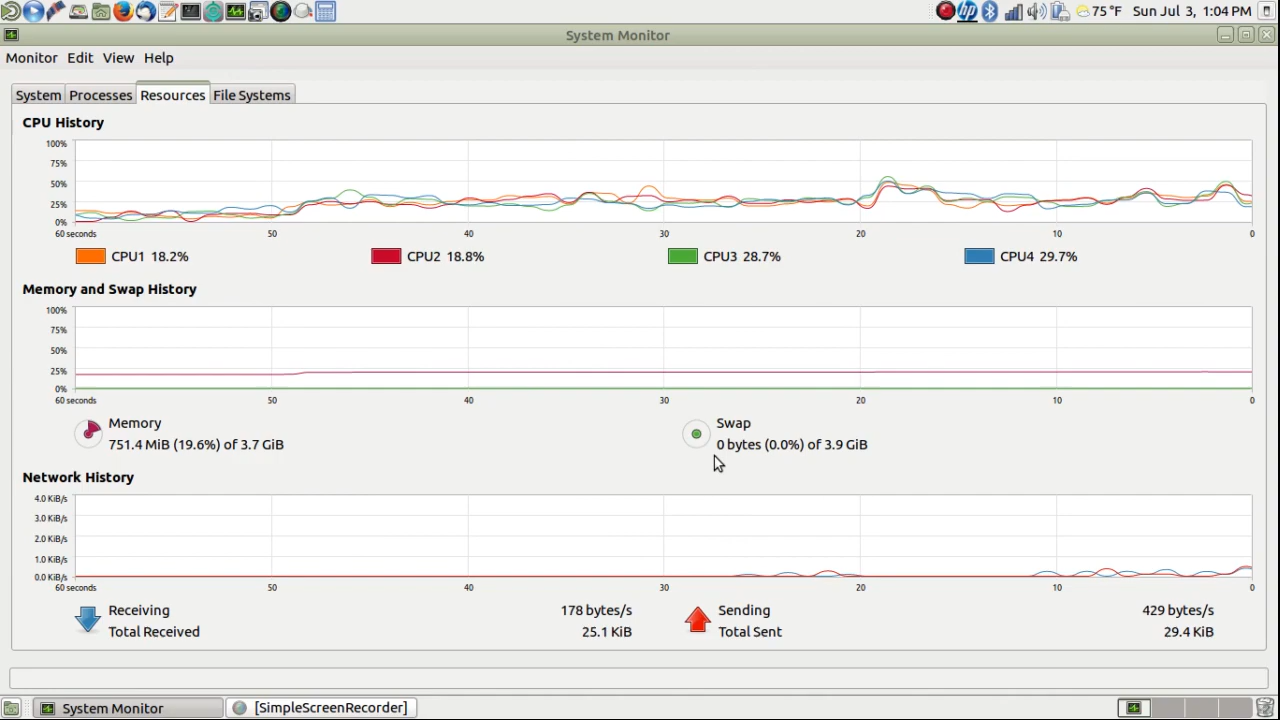 75 °F Sun Jul 3, 1:04 PM
System Monitor
Monitor Edit View Help
System Processes Resources File Systems
CPU History
100%
75%
50%
25%
0%
60 seconds 50 40 30 20 10 0
CPU1 18.2% CPU2 18.8% CPU3 28.7% CPU4 29.7%
Memory and Swap History
100%
75%
50%
25%
0%
60 seconds 50 40 30 20 10 0
Memory Swap
751.4 MiB (19.6%) of 3.7 GiB 0 bytes (0.0%) of 3.9 GiB
Network History
4.0 KiB/s
3.0 KiB/s
2.0 KiB/s
1.0 KiB/s
0.0 KiB/s
60 seconds 50 40 30 20 10 0
Receiving 178 bytes/s Sending 429 bytes/s
Total Received 25.1 KiB Total Sent 29.4 KiB
System Monitor [SimpleScreenRecorder]